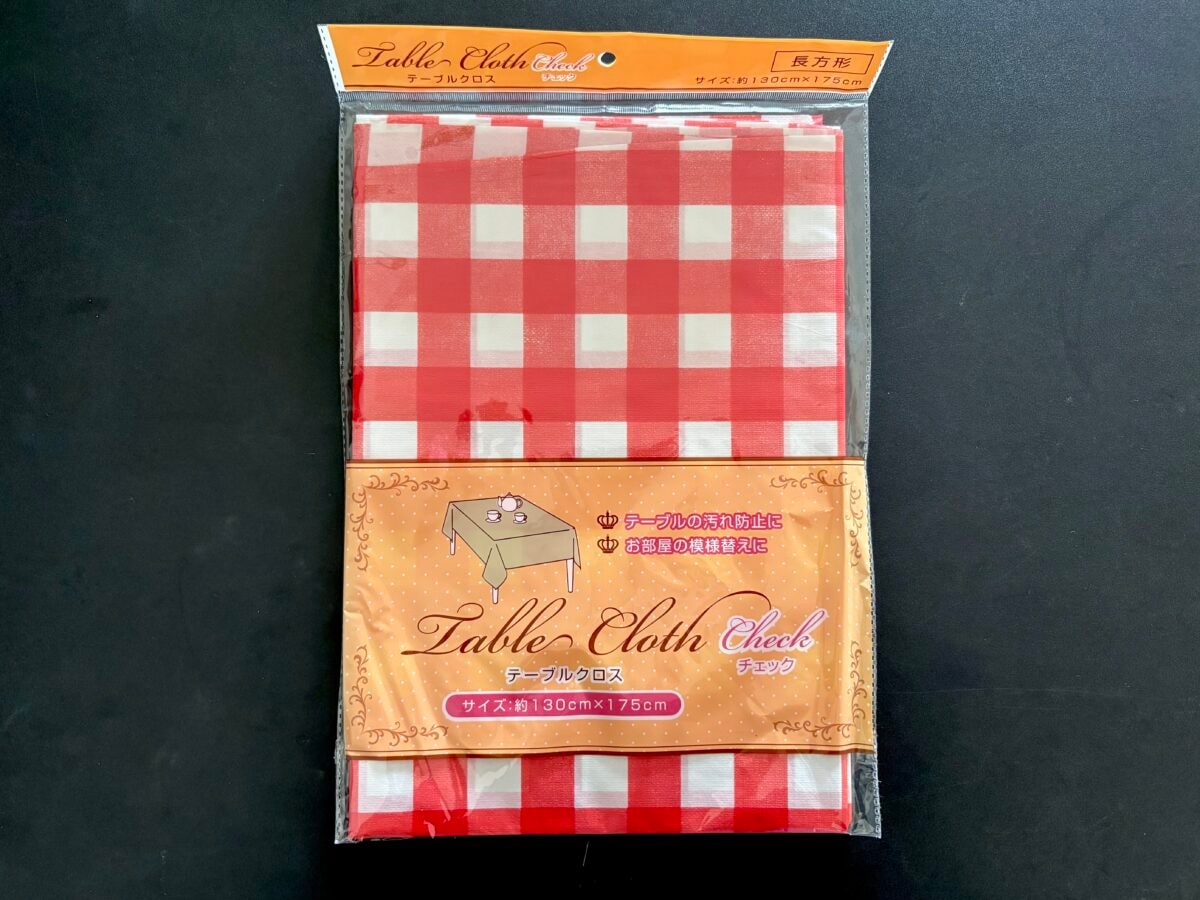 Table Cloth Check
テーブルクロス チェック
長方形
サイズ:約130cm×175cm
テーブルの汚れ防止に
お部屋の模様替えに
Table Cloth Check
テーブルクロス チェック
サイズ:約130cm×175cm